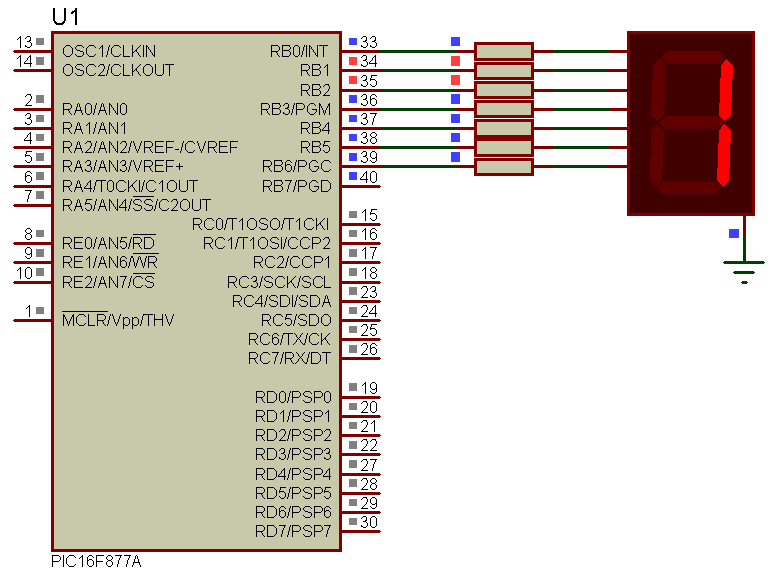 U1
13 OSC1/CLKIN RB0/INT 33
14 OSC2/CLKOUT RB1 34
RB2 35
2 RA0/AN0 RB3/PGM 36
3 RA1/AN1 RB4 37
4 RA2/AN2/VREF-/CVREF RB5 38
5 RA3/AN3/VREF+ RB6/PGC 39
6 RA4/T0CKI/C1OUT RB7/PGD 40
7 RA5/AN4/SS/C2OUT
RC0/T1OSO/T1CKI 15
8 RE0/AN5/RD RC1/T1OSI/CCP2 16
9 RE1/AN6/WR RC2/CCP1 17
10 RE2/AN7/CS RC3/SCK/SCL 18
RC4/SDI/SDA 23
1 MCLR/Vpp/THV RC5/SDO 24
RC6/TX/CK 25
RC7/RX/DT 26
RD0/PSP0 19
RD1/PSP1 20
RD2/PSP2 21
RD3/PSP3 22
RD4/PSP4 27
RD5/PSP5 28
RD6/PSP6 29
RD7/PSP7 30
PIC16F877A
1